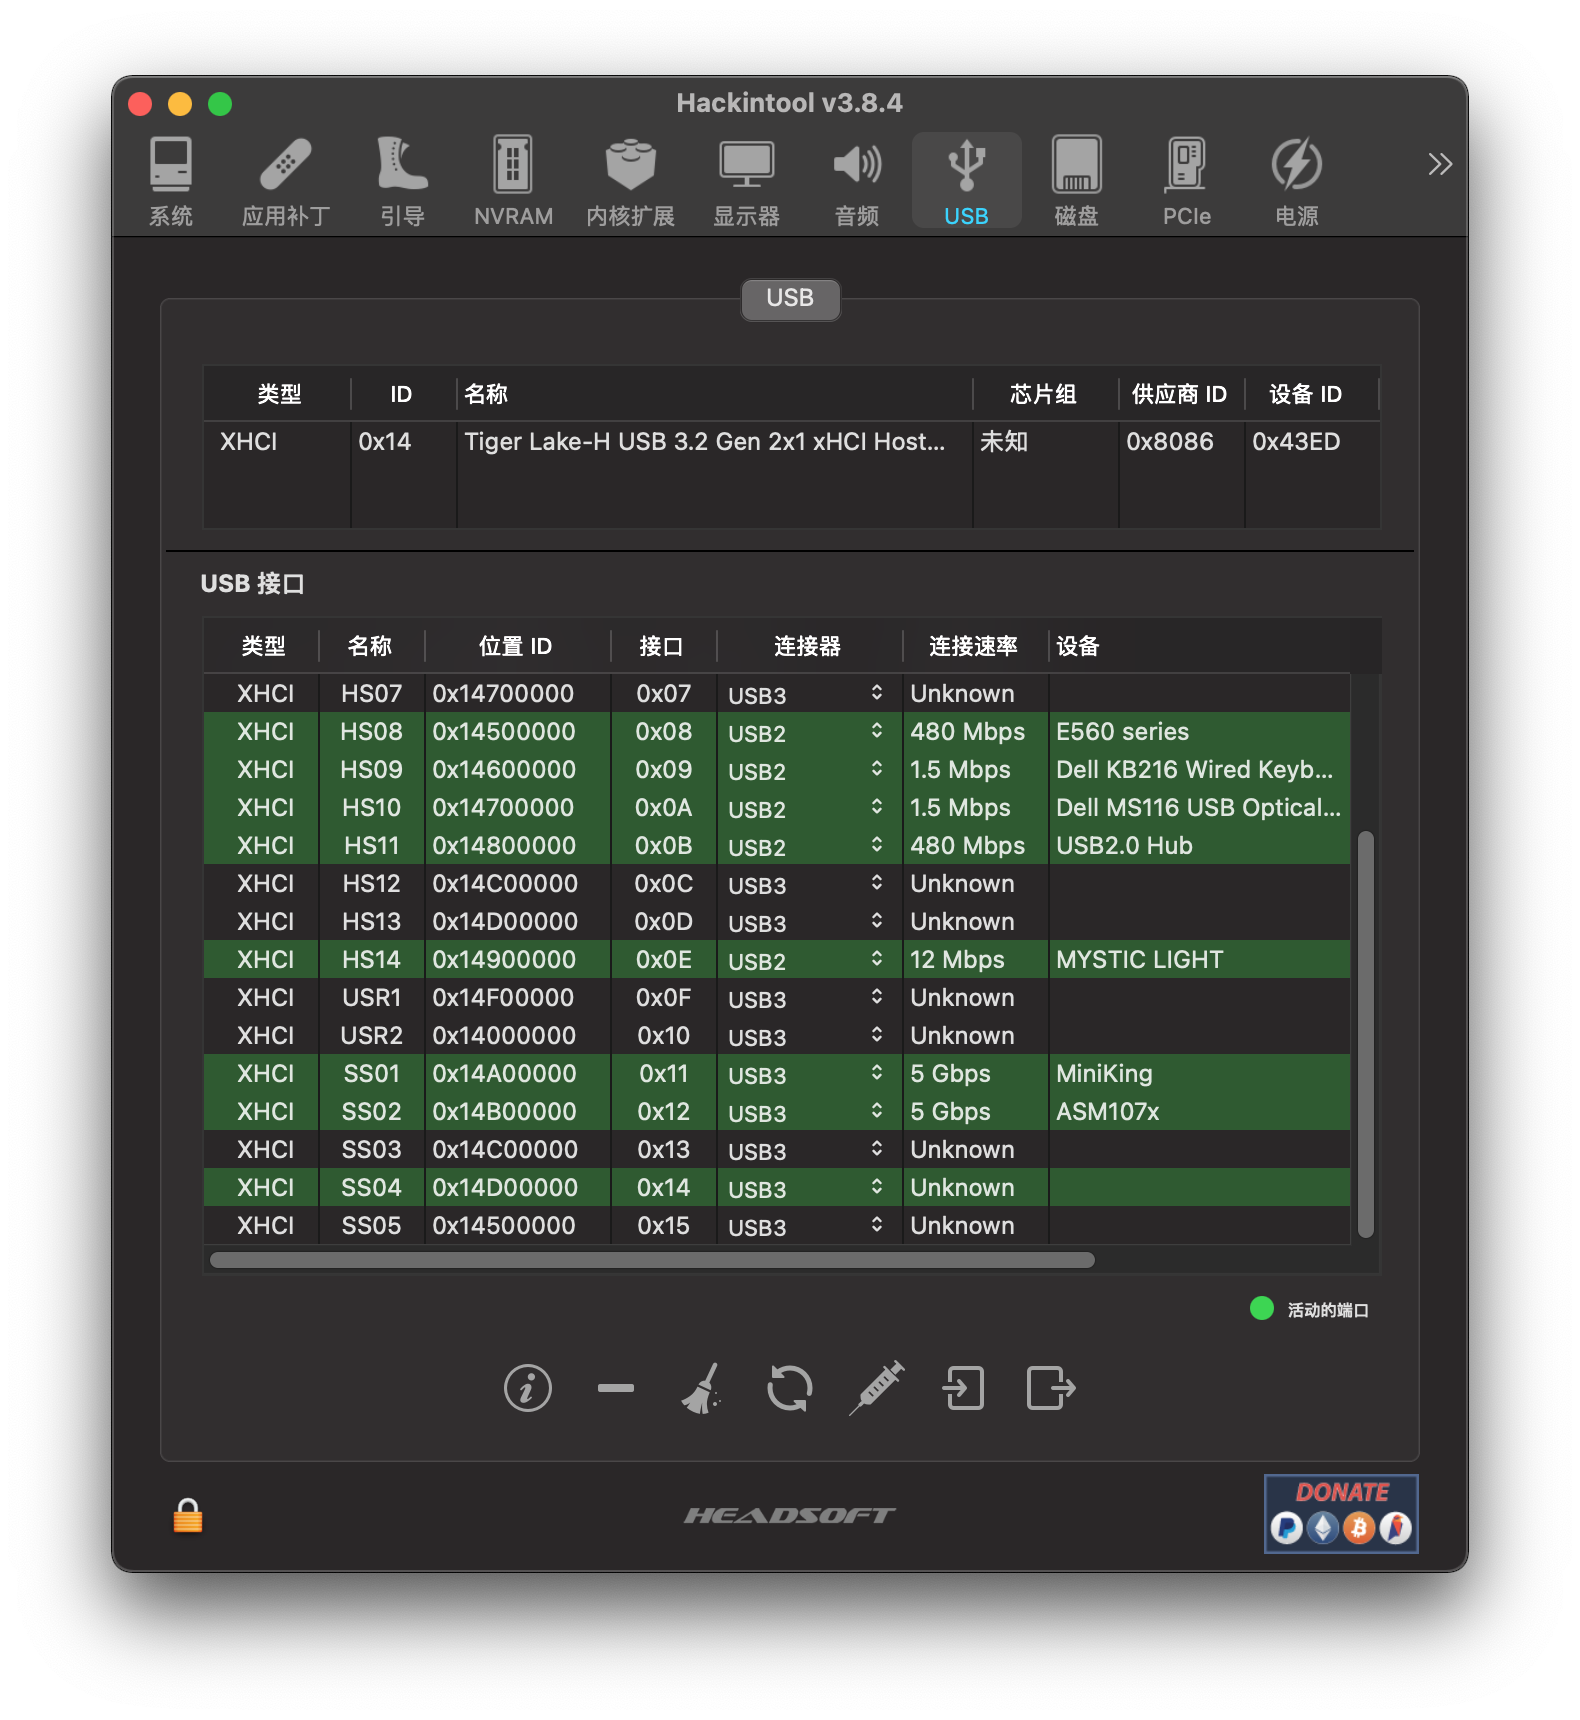 Hackintool v3.8.4
系统 应用补丁 引导 NVRAM 内核扩展 显示器 音频 USB 磁盘 PCIe 电源
USB
类型 ID 名称 芯片组 供应商 ID 设备 ID
XHCI 0x14 Tiger Lake-H USB 3.2 Gen 2x1 xHCI Host... 未知 0x8086 0x43ED
USB 接口
类型 名称 位置 ID 接口 连接器 连接速率 设备
XHCI HS07 0x14700000 0x07 USB3 Unknown
XHCI HS08 0x14500000 0x08 USB2 480 Mbps E560 series
XHCI HS09 0x14600000 0x09 USB2 1.5 Mbps Dell KB216 Wired Keyb...
XHCI HS10 0x14700000 0x0A USB2 1.5 Mbps Dell MS116 USB Optical...
XHCI HS11 0x14800000 0x0B USB2 480 Mbps USB2.0 Hub
XHCI HS12 0x14C00000 0x0C USB3 Unknown
XHCI HS13 0x14D00000 0x0D USB3 Unknown
XHCI HS14 0x14900000 0x0E USB2 12 Mbps MYSTIC LIGHT
XHCI USR1 0x14F00000 0x0F USB3 Unknown
XHCI USR2 0x14000000 0x10 USB3 Unknown
XHCI SS01 0x14A00000 0x11 USB3 5 Gbps MiniKing
XHCI SS02 0x14B00000 0x12 USB3 5 Gbps ASM107x
XHCI SS03 0x14C00000 0x13 USB3 Unknown
XHCI SS04 0x14D00000 0x14 USB3 Unknown
XHCI SS05 0x14500000 0x15 USB3 Unknown
活动的端口
HEADSOFT
DONATE